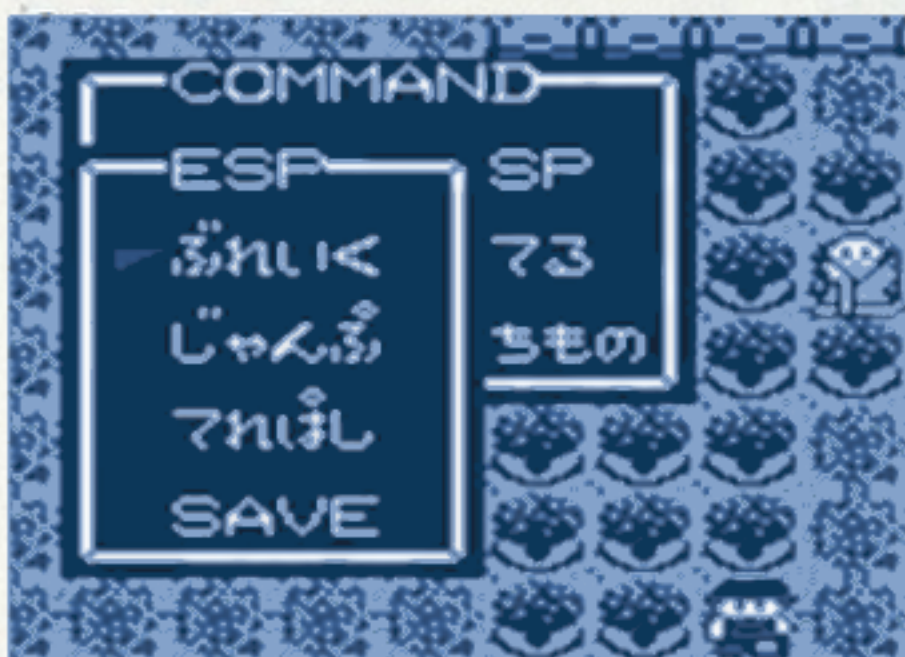 COMMAND
ESP
ぶれいく
じゃんぷ
てれぱし
SAVE
SP
てる
ちもの